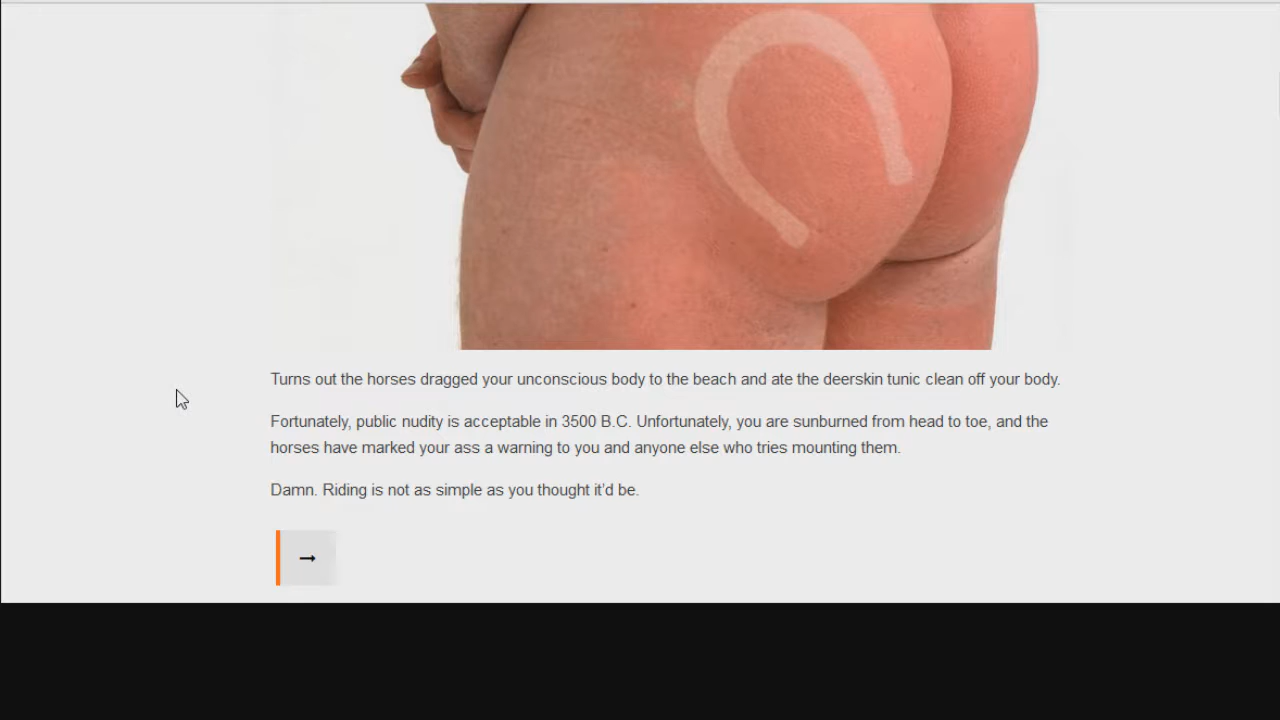 Turns out the horses dragged your unconscious body to the beach and ate the deerskin tunic clean off your body.
Fortunately, public nudity is acceptable in 3500 B.C. Unfortunately, you are sunburned from head to toe, and the
horses have marked your ass a warning to you and anyone else who tries mounting them.
Damn. Riding is not as simple as you thought it’d be.